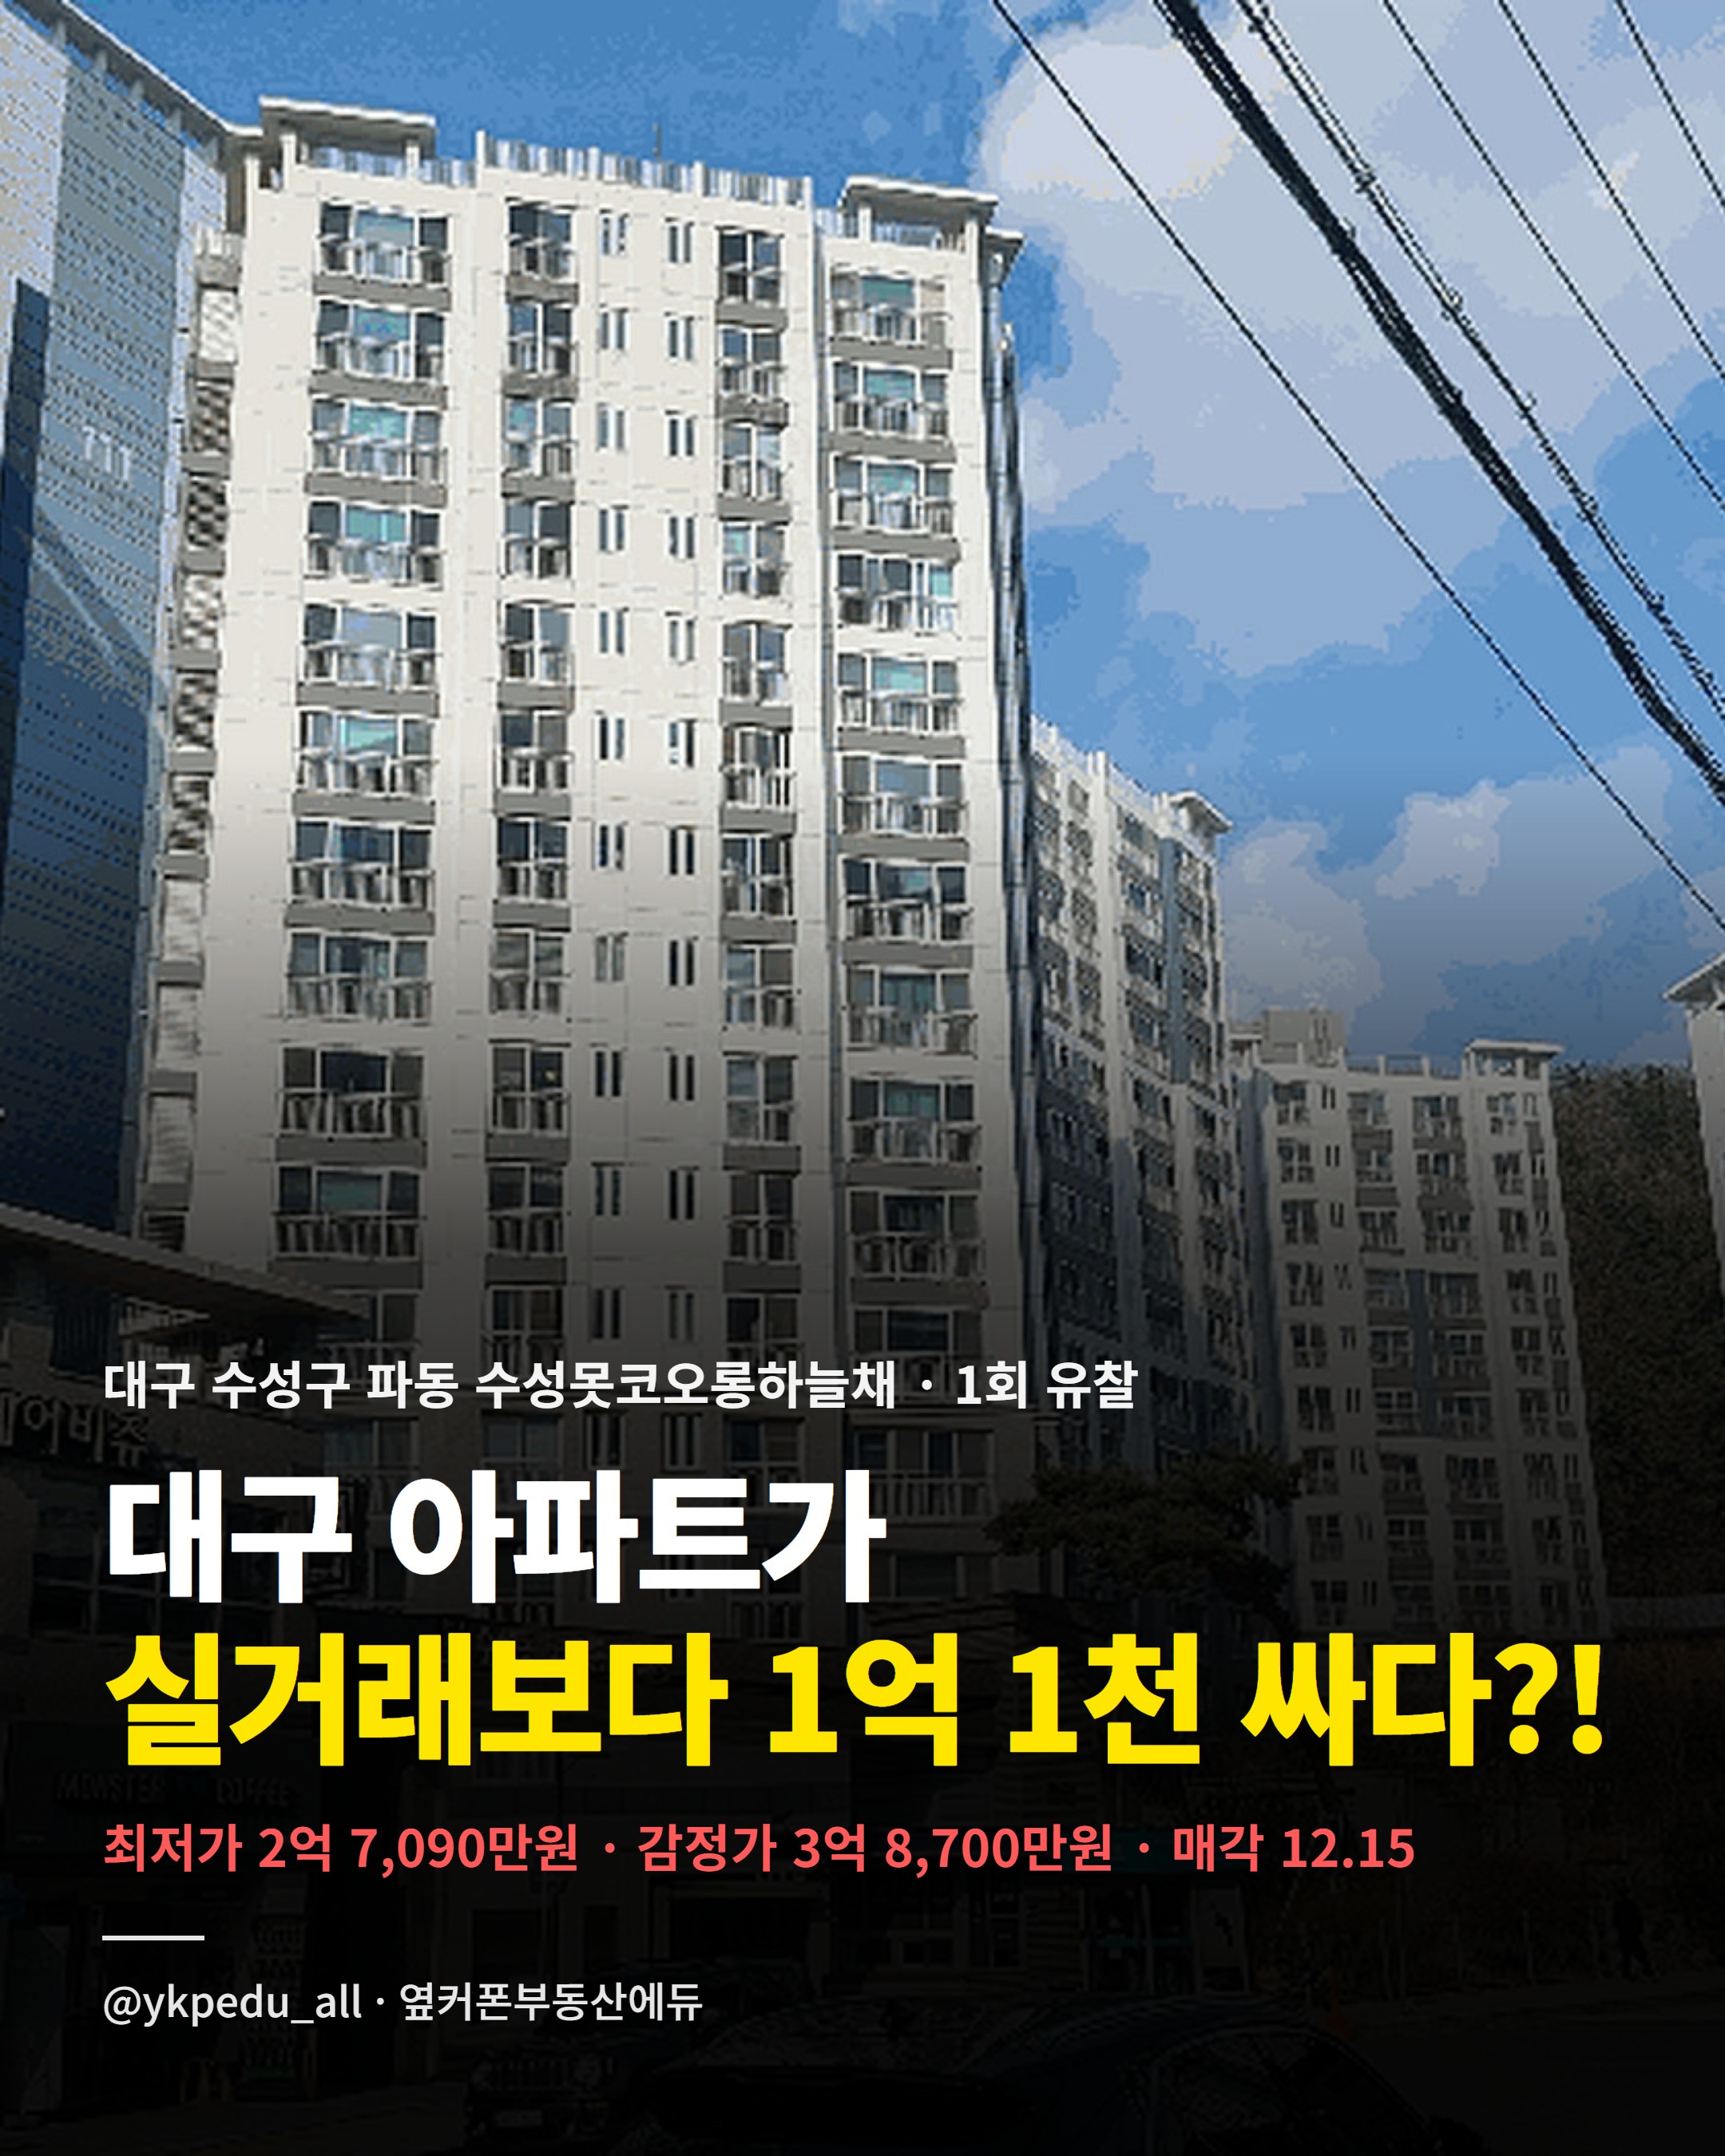 대구 수성구 파동 수성못코오롱하늘채 · 1회 유찰
대구 아파트가
실거래보다 1억 1천 싸다?!
최저가 2억 7,090만원 · 감정가 3억 8,700만원 · 매각 12.15
@ykpedu_all · 옆커폰부동산에듀
COFFEE